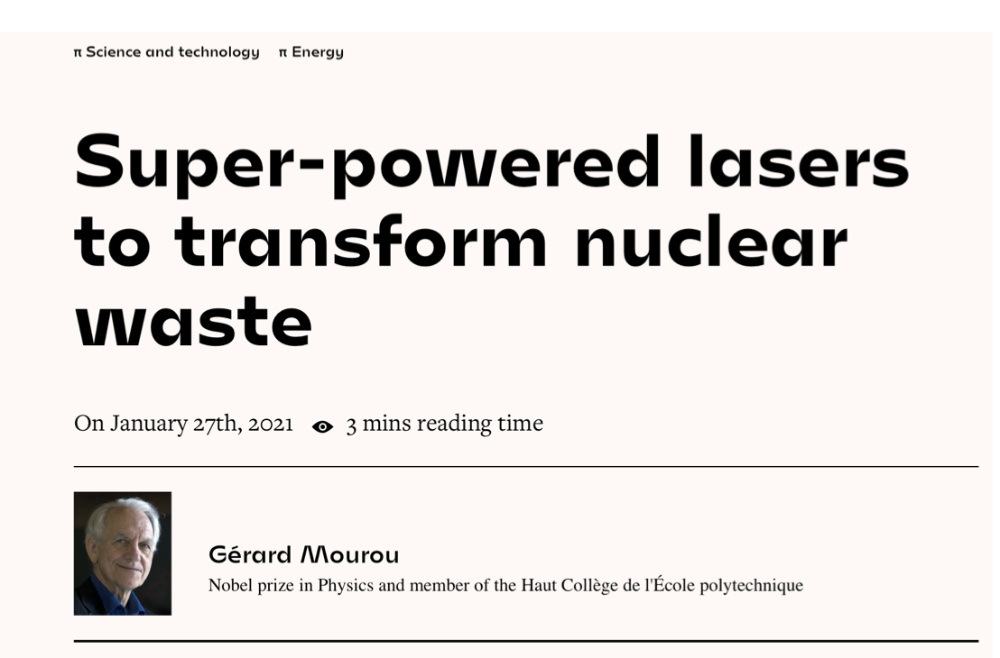 π Science and technology π Energy
Super-powered lasers
to transform nuclear
waste
On January 27th, 2021 3 mins reading time
Gérard Mourou
Nobel prize in Physics and member of the Haut Collège de l'École polytechnique